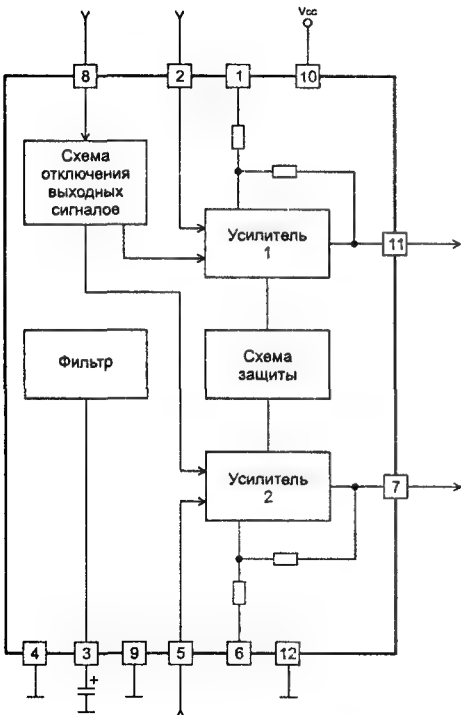 Vcc
8
2
1
10
Схема
отключения
выходных
сигналое
Усилитель
1
11
Фильтр
Схема
защиты
Усилитель
2
7
4
3
9
5
6
12
+